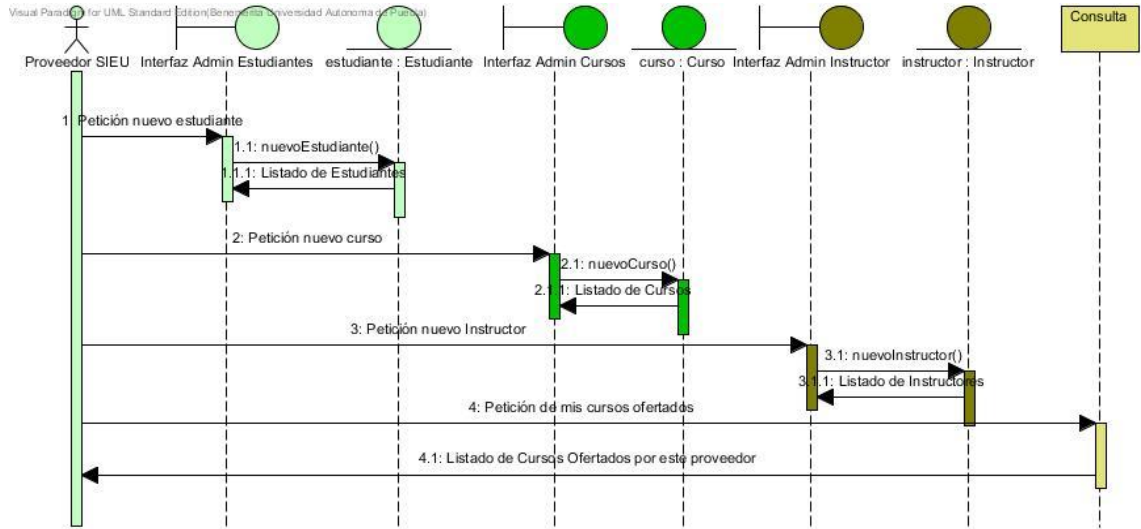 Visual Paradigm for UML Standard Edition(Benemerita Universidad Autonoma de Puebla)
Consulta
Proveedor SIEU
Interfaz Admin Estudiantes
estudiante : Estudiante
Interfaz Admin Cursos
curso : Curso
Interfaz Admin Instructor
instructor : Instructor
1: Petición nuevo estudiante
1.1: nuevoEstudiante()
1.1.1: Listado de Estudiantes
2: Petición nuevo curso
2.1: nuevoCurso()
2.1.1: Listado de Cursos
3: Petición nuevo Instructor
3.1: nuevoInstructor()
3.1.1: Listado de Instructores
4: Petición de mis cursos ofertados
4.1: Listado de Cursos Ofertados por este proveedor